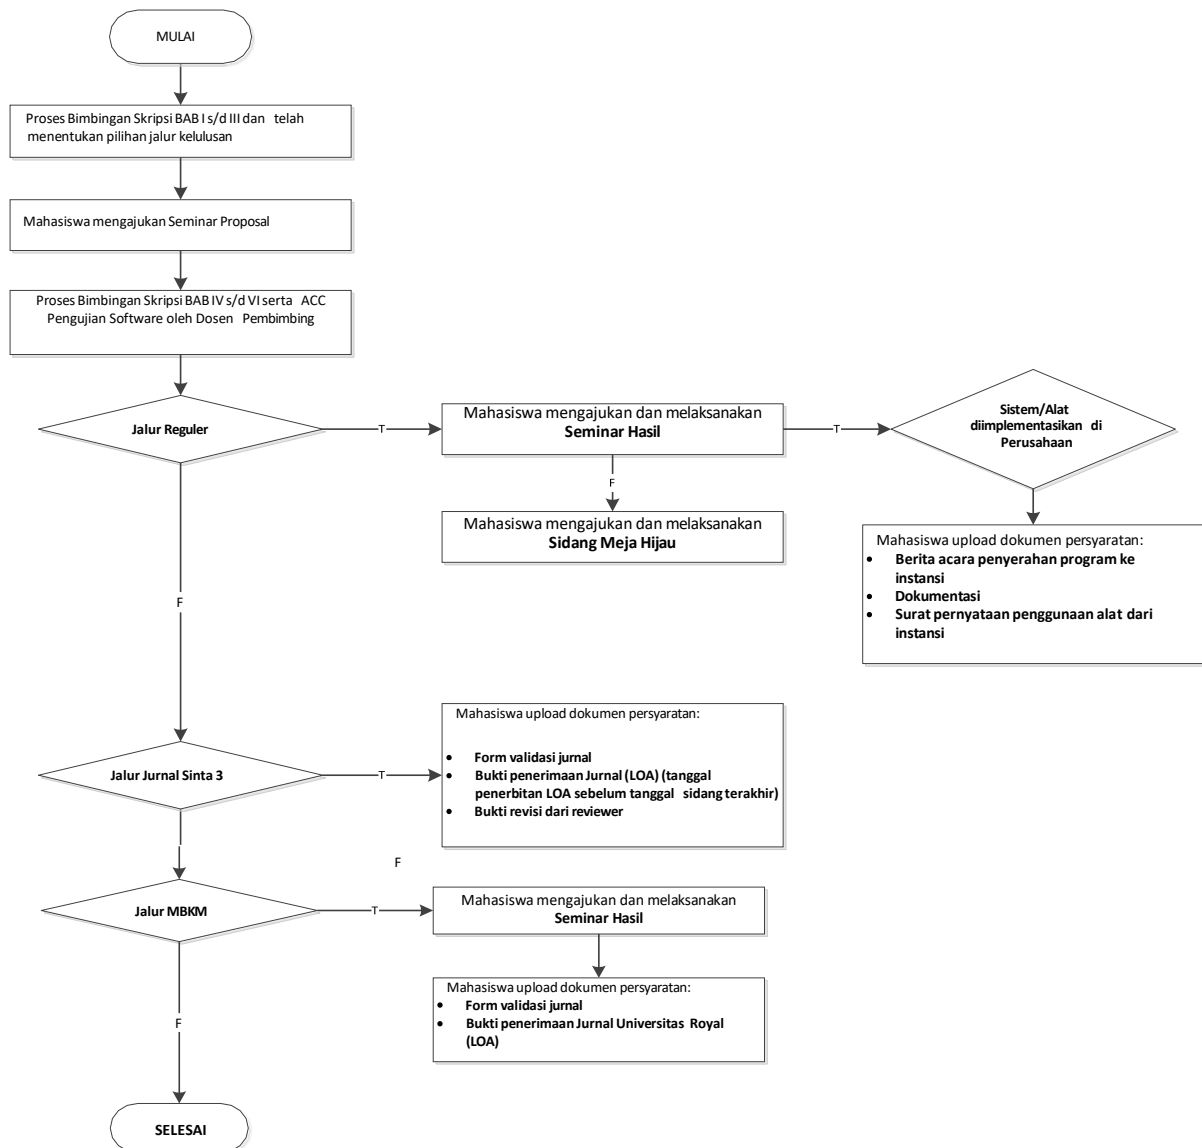 MULAI
Proses Bimbingan Skripsi BAB I s/d III dan telah
menentukan pilihan jalur kelulusan
Mahasiswa mengajukan Seminar Proposal
Proses Bimbingan Skripsi BAB IV s/d VI serta ACC
Pengujian Software oleh Dosen Pembimbing
Jalur Reguler
T
Mahasiswa mengajukan dan melaksanakan
Seminar Hasil
T
Sistem/Alat
diimplementasikan di
Perusahaan
F
Mahasiswa mengajukan dan melaksanakan
Sidang Meja Hijau
Mahasiswa upload dokumen persyaratan:
• Berita acara penyerahan program ke
instansi
• Dokumentasi
• Surat pernyataan penggunaan alat dari
instansi
F
Jalur Jurnal Sinta 3
T
Mahasiswa upload dokumen persyaratan:
• Form validasi jurnal
• Bukti penerimaan Jurnal (LOA) (tanggal
penerbitan LOA sebelum tanggal sidang terakhir)
• Bukti revisi dari reviewer
F
Jalur MBKM
T
Mahasiswa mengajukan dan melaksanakan
Seminar Hasil
Mahasiswa upload dokumen persyaratan:
• Form validasi jurnal
• Bukti penerimaan Jurnal Universitas Royal
(LOA)
F
SELESAI